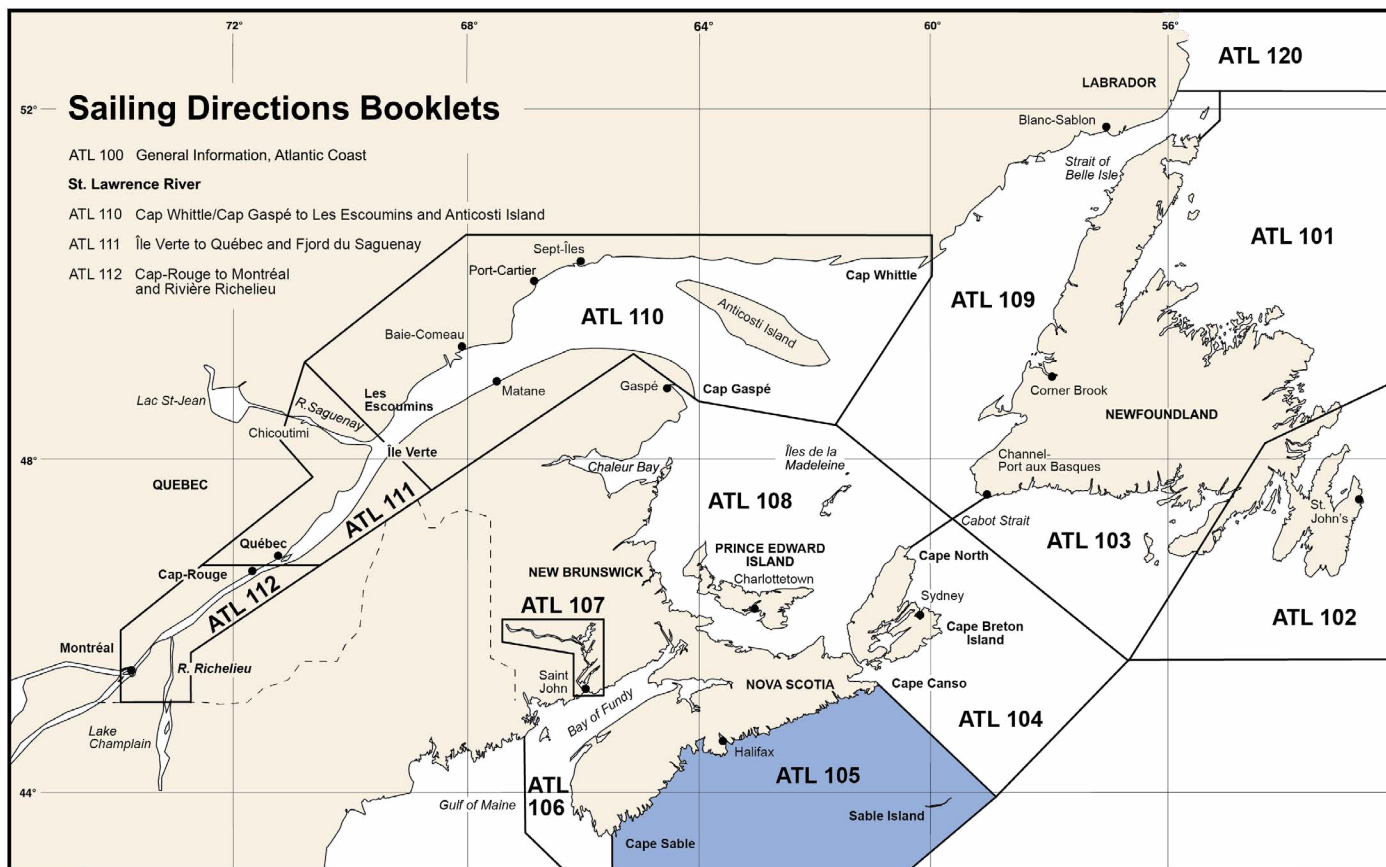 72°
68°
64°
60°
56°
ATL 120
LABRADOR
52°
Sailing Directions Booklets
Blanc-Sablon
ATL 100 General Information, Atlantic Coast
Strait of
Belle Isle
St. Lawrence River
ATL 110 Cap Whittle/Cap Gaspé to Les Escoumins and Anticosti Island
ATL 101
ATL 111 Île Verte to Québec and Fjord du Saguenay
Sept-Îles
ATL 112 Cap-Rouge to Montréal
and Rivière Richelieu
Port-Cartier
Cap Whittle
ATL 109
Anticosti Island
ATL 110
Baie-Comeau
Matane
Gaspé
Cap Gaspé
Corner Brook
Lac St-Jean
R.Saguenay
Les
Escoumins
Chicoutimi
NEWFOUNDLAND
Île Verte
48°
Îles de la
Madeleine
Channel-
Port aux Basques
Chaleur Bay
QUEBEC
ATL 111
ATL 108
St.
John's
Cabot Strait
ATL 103
Québec
Cap-Rouge
PRINCE EDWARD
ISLAND
Charlottetown
Cape North
NEW BRUNSWICK
ATL 112
ATL 107
Sydney
ATL 102
Cape Breton
Island
Montréal
R. Richelieu
Saint
John
NOVA SCOTIA
Cape Canso
Bay of Fundy
ATL 104
Lake
Champlain
Halifax
ATL 105
44°
Gulf of Maine
ATL
106
Sable Island
Cape Sable